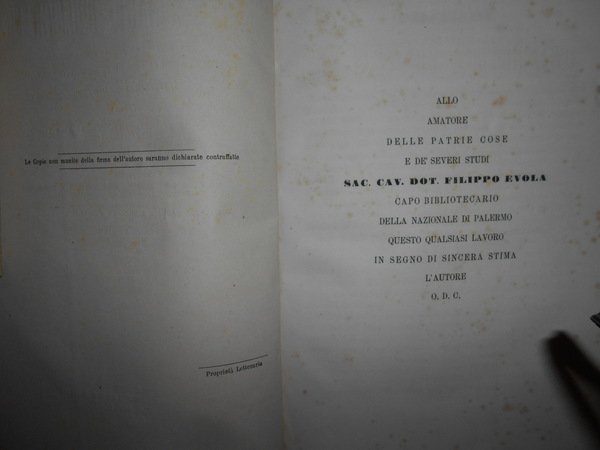 Le Copie non munite della firma dell'autore saranno dichiarate contraffatte
Proprietà Letteraria
ALLO
AMATORE
DELLE PATRIE COSE
E DE' SEVERI STUDI
SAC. CAV. DOT. FILIPPO EVOLA
CAPO BIBLIOTECARIO
DELLA NAZIONALE DI PALERMO
QUESTO QUALSIASI LAVORO
IN SEGNO DI SINCERA STIMA
L'AUTORE
O. D. C.